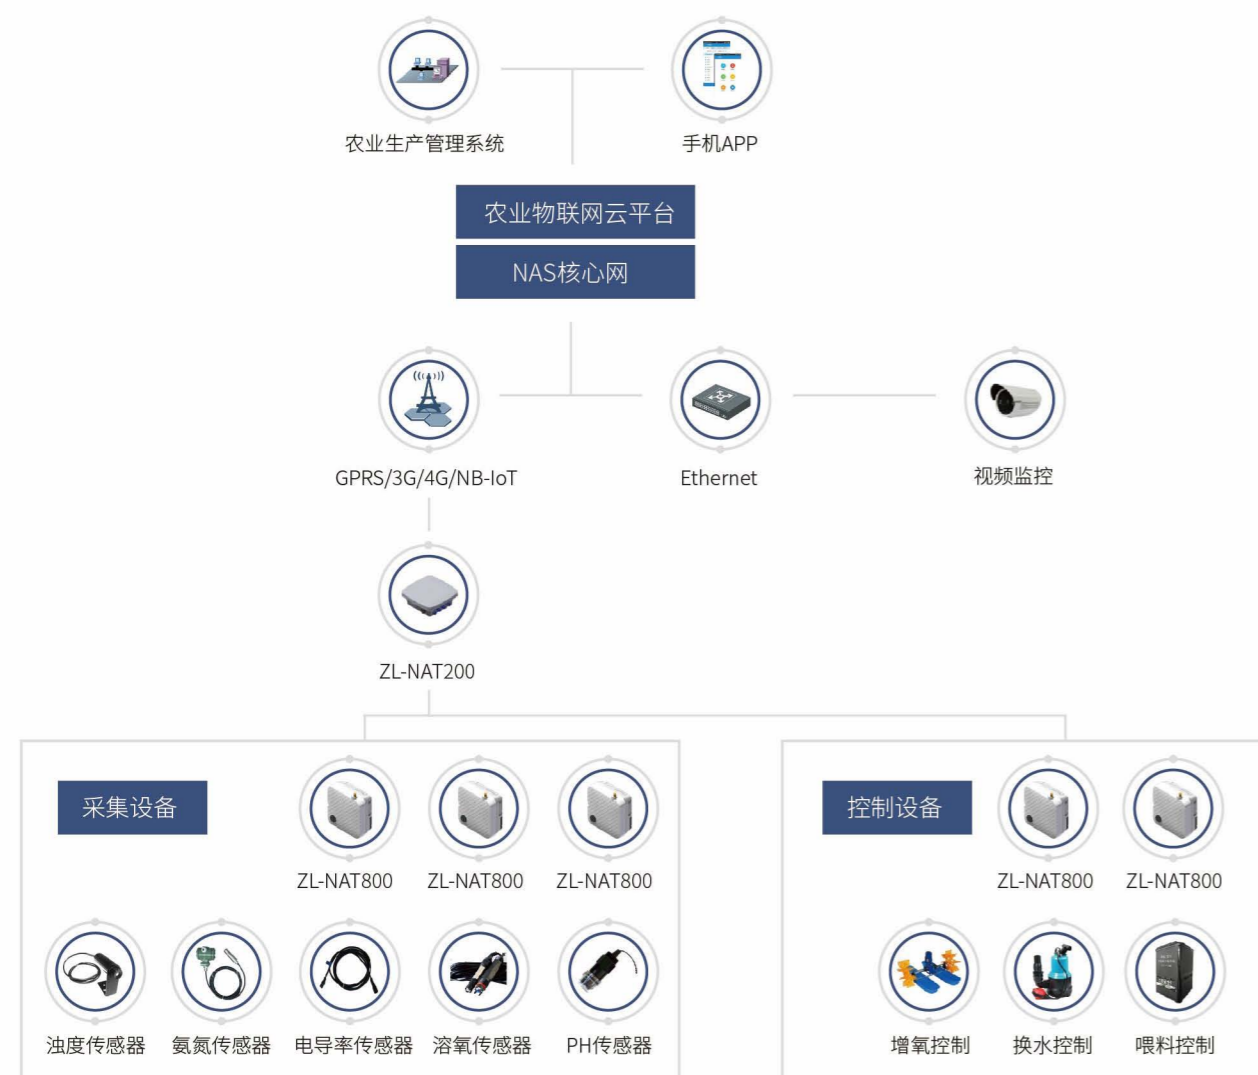 农业生产管理系统
手机APP
农业物联网云平台
NAS核心网
GPRS/3G/4G/NB-IoT
Ethernet
视频监控
ZL-NAT200
采集设备
ZL-NAT800
ZL-NAT800
ZL-NAT800
浊度传感器
氨氮传感器
电导率传感器
溶氧传感器
PH传感器
控制设备
ZL-NAT800
ZL-NAT800
增氧控制
换水控制
喂料控制